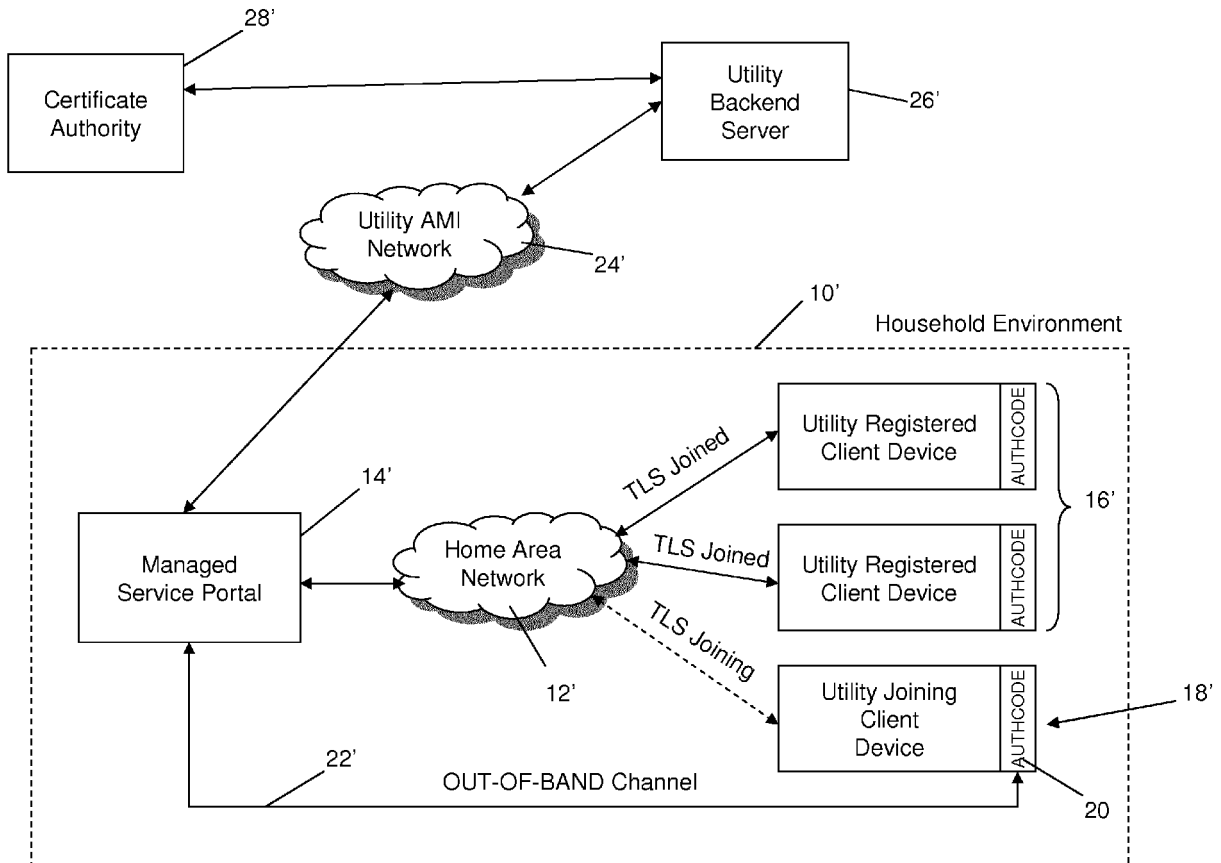 28’
Certificate
Authority
Utility
Backend
Server
26’
Utility AMI
Network
24’
10’
Household Environment
Utility Registered
Client Device
AUTHCODE
TLS Joined
16’
14’
Managed
Service Portal
Home Area
Network
TLS Joined
Utility Registered
Client Device
AUTHCODE
TLS Joining
12’
Utility Joining
Client
Device
AUTHCODE
18’
22’
OUT-OF-BAND Channel
20